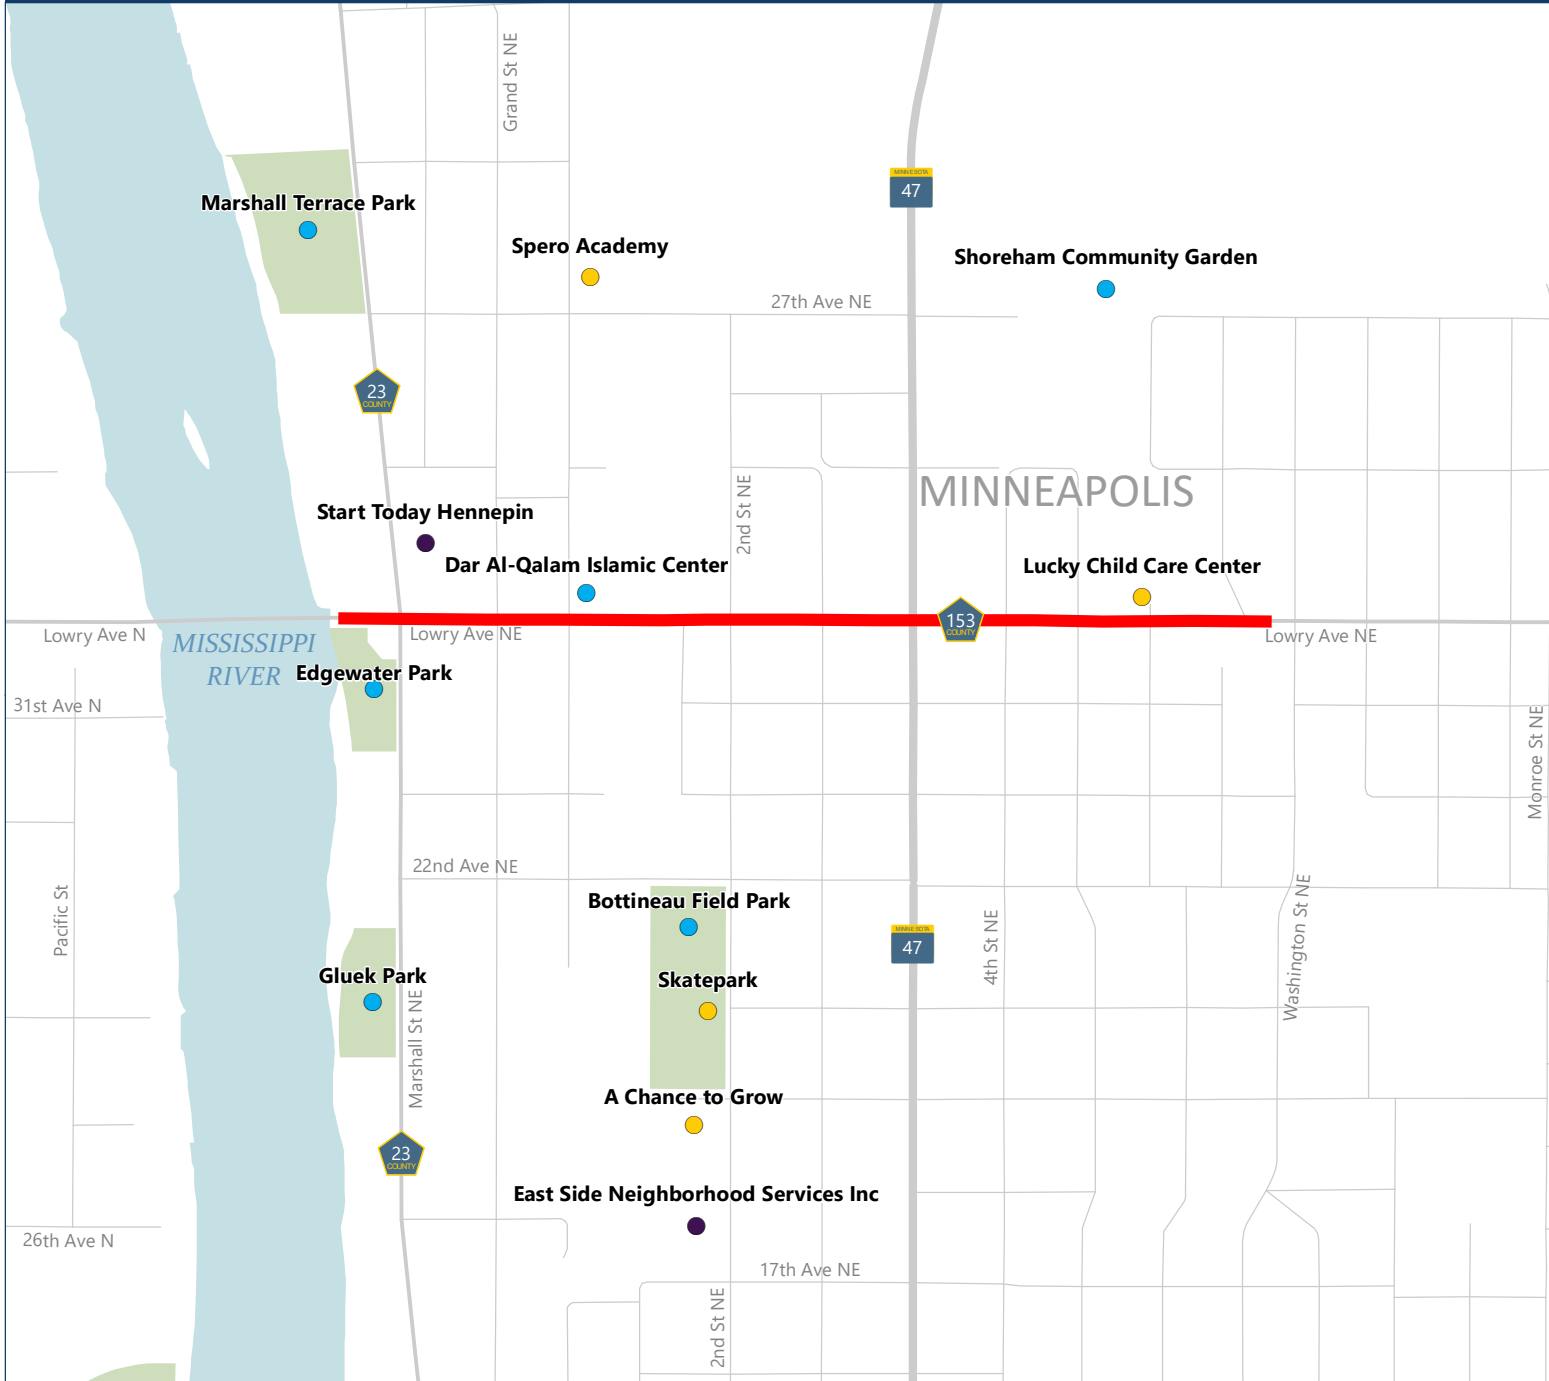 Grand St NE
MINNESOTA
47
Marshall Terrace Park
Spero Academy
Shoreham Community Garden
27th Ave NE
23
COUNTY
MINNEAPOLIS
2nd St NE
Start Today Hennepin
Dar Al-Qalam Islamic Center
Lucky Child Care Center
153
COUNTY
Lowry Ave N
Lowry Ave NE
Lowry Ave NE
MISSISSIPPI
RIVER
Edgewater Park
31st Ave N
Monroe St NE
22nd Ave NE
Pacific St
Bottineau Field Park
Washington St NE
4th St NE
MINNESOTA
47
Gluek Park
Skatepark
Marshall St NE
A Chance to Grow
23
COUNTY
East Side Neighborhood Services Inc
26th Ave N
17th Ave NE
2nd St NE